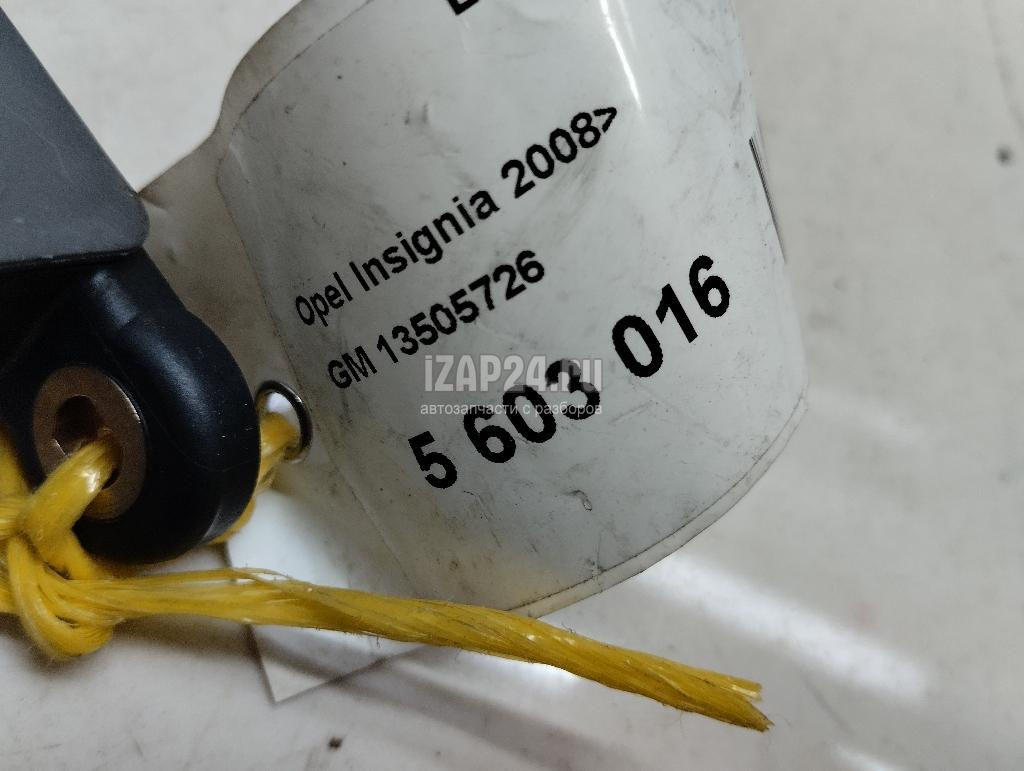 Opel Insignia 2008>
GM 13505726
5 603 016
iZAP24.ru
автозапчасти с разборов